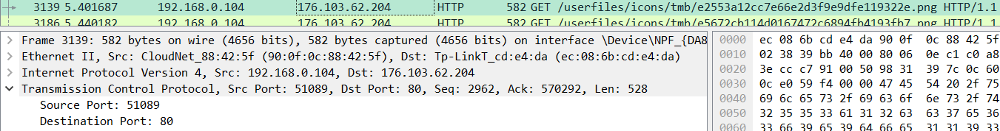 3139 5.401687 192.168.0.104 176.103.62.204 HTTP 582 GET /userfiles/icons/tmb/e2553a12cc7e66e2d3f9e9dfe119322e.png HTTP/1.1
3186 5.440182 192.168.0.104 176.103.62.204 HTTP 582 GET /userfiles/icons/tmb/e5672cb114d0167472c6894fb4193fb7.png HTTP/1.1
Frame 3139: 582 bytes on wire (4656 bits), 582 bytes captured (4656 bits) on interface \Device\NPF_{DA8
Ethernet II, Src: CloudNet_88:42:5f (90:0f:0c:88:42:5f), Dst: Tp-LinkT_cd:e4:da (ec:08:6b:cd:e4:da)
Internet Protocol Version 4, Src: 192.168.0.104, Dst: 176.103.62.204
Transmission Control Protocol, Src Port: 51089, Dst Port: 80, Seq: 2962, Ack: 570292, Len: 528
Source Port: 51089
Destination Port: 80
0000 ec 08 6b cd e4 da 90 0f 0c 88 42 5f
0010 02 38 39 bb 40 00 80 06 0e c1 c0 a8
0020 3e cc c7 91 00 50 98 31 39 7c 0c 60
0030 0c e0 59 f4 00 00 47 45 54 20 2f 75
0040 69 6c 65 73 2f 69 63 6f 6e 73 2f 74
0050 32 35 35 33 61 31 32 63 63 37 65 36
0060 33 66 39 65 39 64 66 65 31 31 39 33